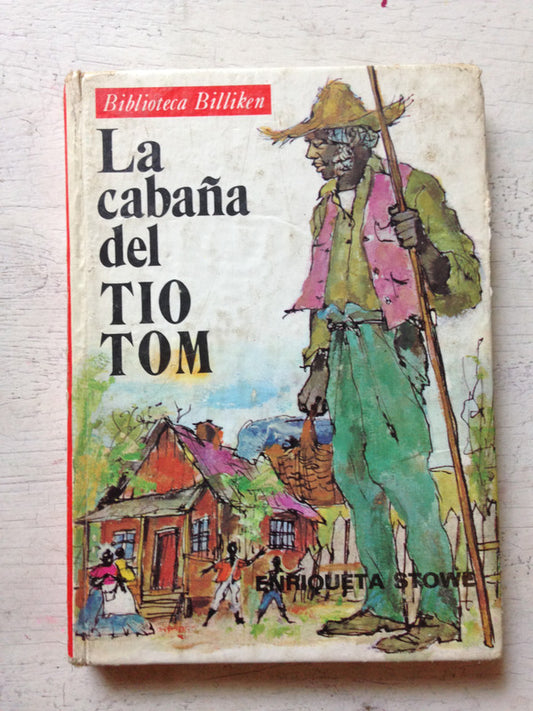 Biblioteca Billiken
La
cabaña
del
TIO
TOM
ENRIQUETA STOWE